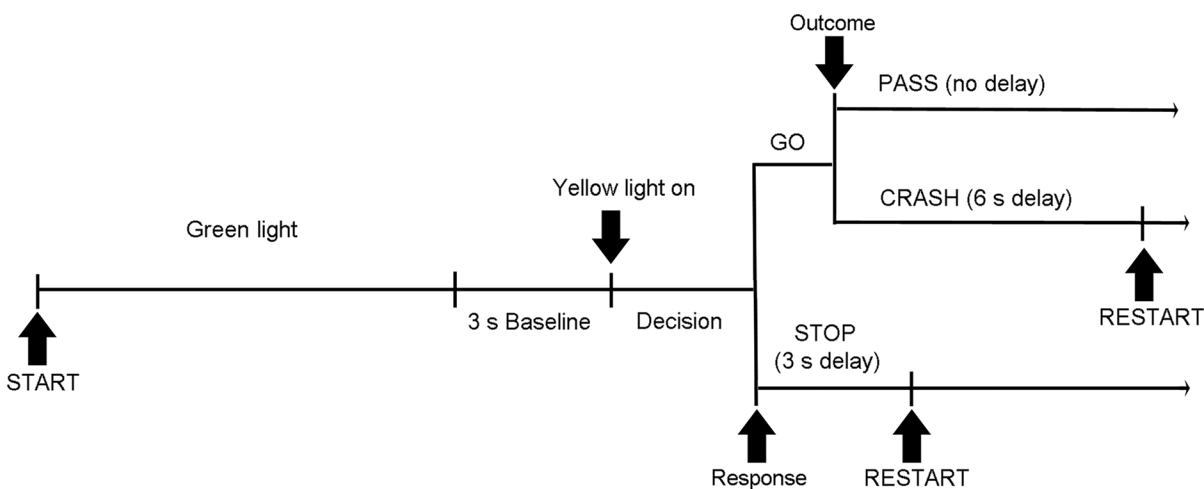 Outcome
PASS (no delay)
GO
Yellow light on
CRASH (6 s delay)
Green light
3 s Baseline
Decision
RESTART
STOP
(3 s delay)
START
Response
RESTART